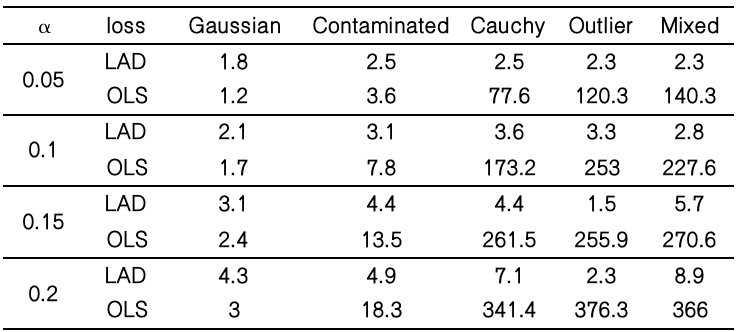 α loss Gaussian Contaminated Cauchy Outlier Mixed
0.05 LAD 1.8 2.5 2.5 2.3 2.3
OLS 1.2 3.6 77.6 120.3 140.3
0.1 LAD 2.1 3.1 3.6 3.3 2.8
OLS 1.7 7.8 173.2 253 227.6
0.15 LAD 3.1 4.4 4.4 1.5 5.7
OLS 2.4 13.5 261.5 255.9 270.6
0.2 LAD 4.3 4.9 7.1 2.3 8.9
OLS 3 18.3 341.4 376.3 366